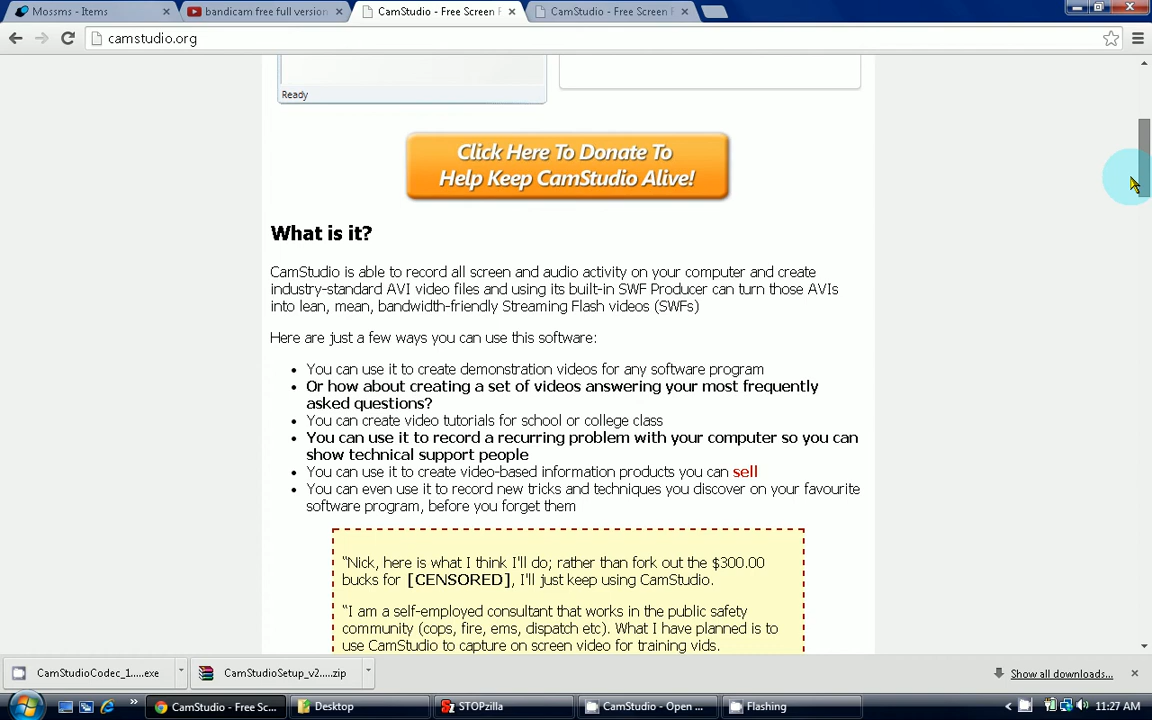 Mossms - Items
bandicam free full version
CamStudio - Free Screen F
CamStudio - Free Screen F
camstudio.org
Ready
Click Here To Donate To
Help Keep CamStudio Alive!
What is it?
CamStudio is able to record all screen and audio activity on your computer and create
industry-standard AVI video files and using its built-in SWF Producer can turn those AVIs
into lean, mean, bandwidth-friendly Streaming Flash videos (SWFs)
Here are just a few ways you can use this software:
• You can use it to create demonstration videos for any software program
• Or how about creating a set of videos answering your most frequently
asked questions?
• You can create video tutorials for school or college class
• You can use it to record a recurring problem with your computer so you can
show technical support people
• You can use it to create video-based information products you can sell
• You can even use it to record new tricks and techniques you discover on your favourite
software program, before you forget them
"Nick, here is what I think I'll do; rather than fork out the $300.00
bucks for [CENSORED], I'll just keep using CamStudio.
"I am a self-employed consultant that works in the public safety
community (cops, fire, ems, dispatch etc). What I have planned is to
use CamStudio to capture on screen video for training vids.
CamStudioCodec_1....exe
CamStudioSetup_v2....zip
Show all downloads...
CamStudio - Free Sc...
Desktop
STOPzilla
CamStudio - Open ...
Flashing
11:27 AM